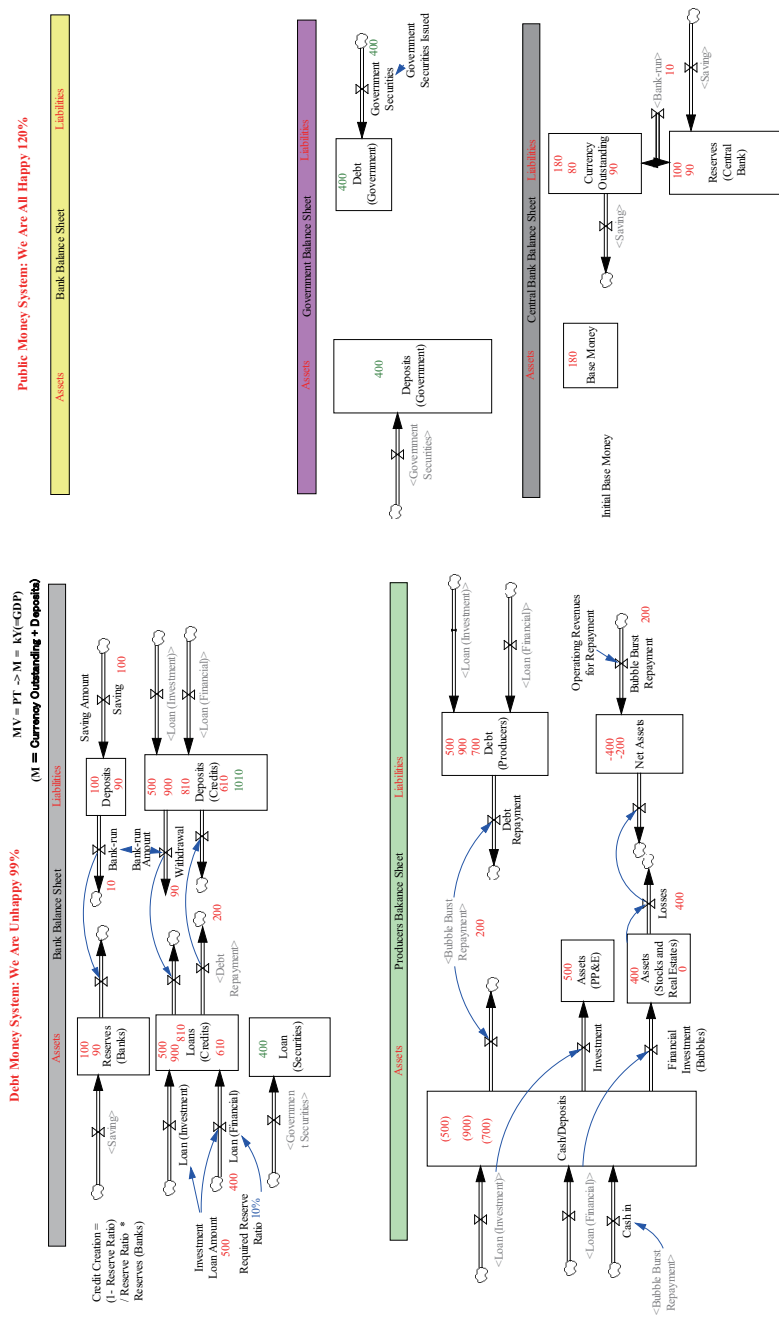 Debt Money System: We Are Unhappy 99%
MV = PT -> M = kY(=GDP)
(M = Currency Outstanding + Deposits)
Assets
Bank Balance Sheet
Liabilities
Credit Creation =
(1- Reserve Ratio)
/ Reserve Ratio *
Reserves (Banks)
<Saving>
100
90
Reserves
(Banks)
10
Bank-run
100
Deposits
90
Saving Amount
Saving
100
Bank-run
Amount
Withdrawal
90
Loan (Investment)
Investment
Loan Amount
500
Loan (Financial)
400
Required Reserve
Ratio 10%
500
900
810
Loans
(Credits)
610
<Debt
Repayment>
200
500
900
810
Deposits
(Credits)
610
1010
<Loan (Investment)>
<Loan (Financial)>
<Governmen
t Securities>
400
Loan
(Securities)
Assets
Producers Bakance Sheet
Liabilities
<Loan (Investment)>
<Loan (Financial)>
Cash in
<Bubble Burst
Repayment>
(500)
(900)
(700)
Cash/Deposits
<Bubble Burst
Repayment>
200
Debt
Repayment
500
900
700
Debt
(Producers)
<Loan (Investment)>
<Loan (Financial)>
Investment
500
Assets
(PP&E)
Financial
Investment
(Bubbles)
400
Assets
(Stocks and
Real Estates)
0
Losses
400
-400
-200
Net Assets
Operationg Revenues
for Repayment
Bubble Burst
Repayment
200
Public Money System: We Are All Happy 120%
Assets
Bank Balance Sheet
Liabilities
Assets
Government Balance Sheet
Liabilities
<Government
Securities>
400
Deposits
(Government)
400
Debt
(Government)
Government
Securities
400
Government
Securities Issued
Assets
Central Bank Balance Sheet
Liabilities
Initial Base Money
180
Base Money
<Saving>
180
80
Currency
Outstanding
90
<Bank-run>
10
100
90
Reserves
(Central
Bank)
<Saving>